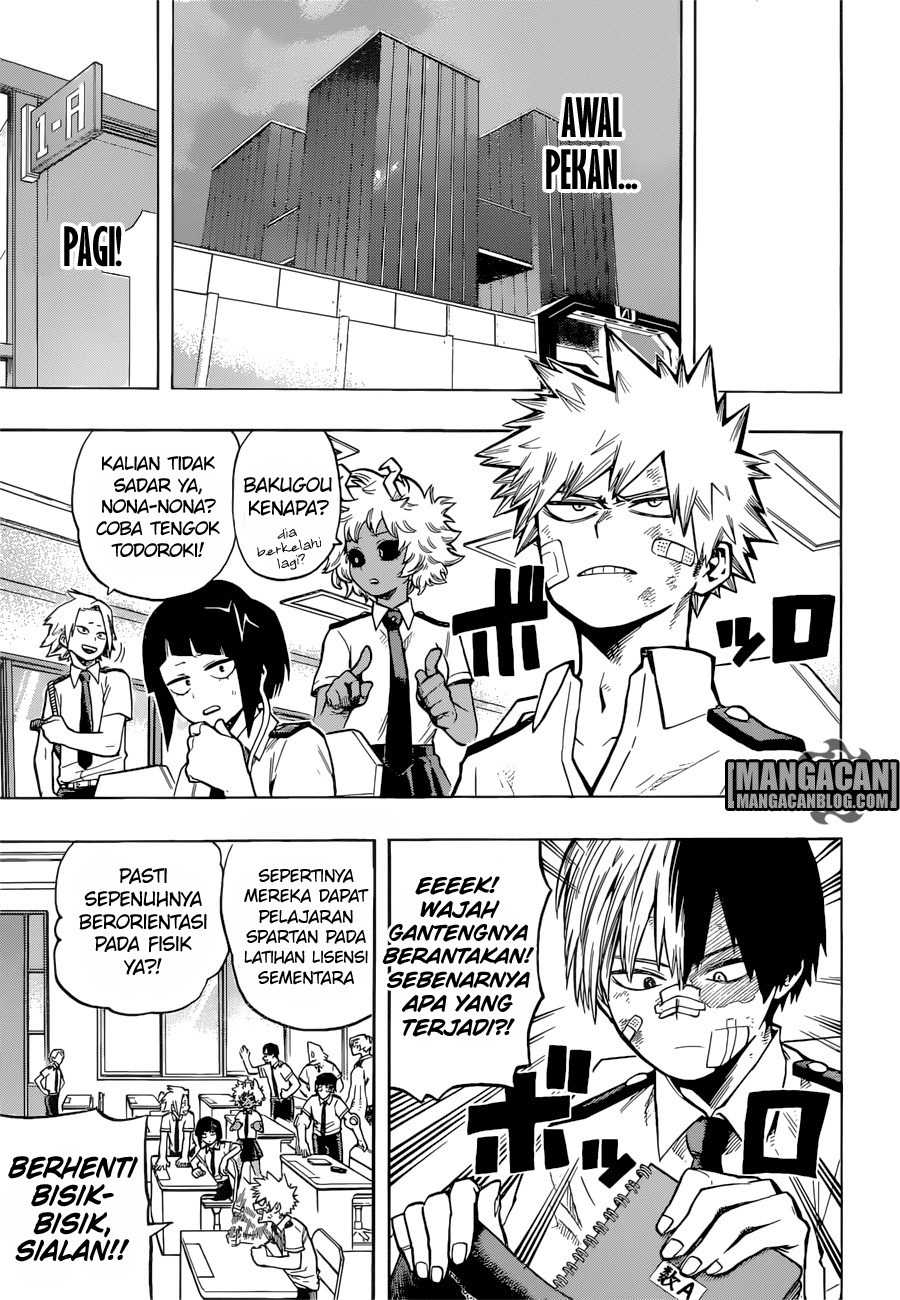 AWAL
PEKAN...
1-A
PAGI!
BAKUGOU
KENAPA?
dia
berkelahi
lagi?
KALIAN TIDAK
SADAR YA,
NONA-NONA?
COBA TENGOK
TODOROKI!
ボッロ
[MANGACAN]
MANGACANBLOG.COM
EEEEK!
WAJAH
GANTENGNYA
BERANTAKAN!
SEBENARNYA
APA YANG
TERJADI?!
ボッロ
数A
SEPERTINYA
MEREKA DAPAT
PELAJARAN
SPARTAN PADA
LATIHAN LISENSI
SEMENTARA
PASTI
SEPENUHNYA
BERORIENTASI
PADA FISIK
YA?!
BERHENTI
BISIK-
BISIK,
SIALAN!!